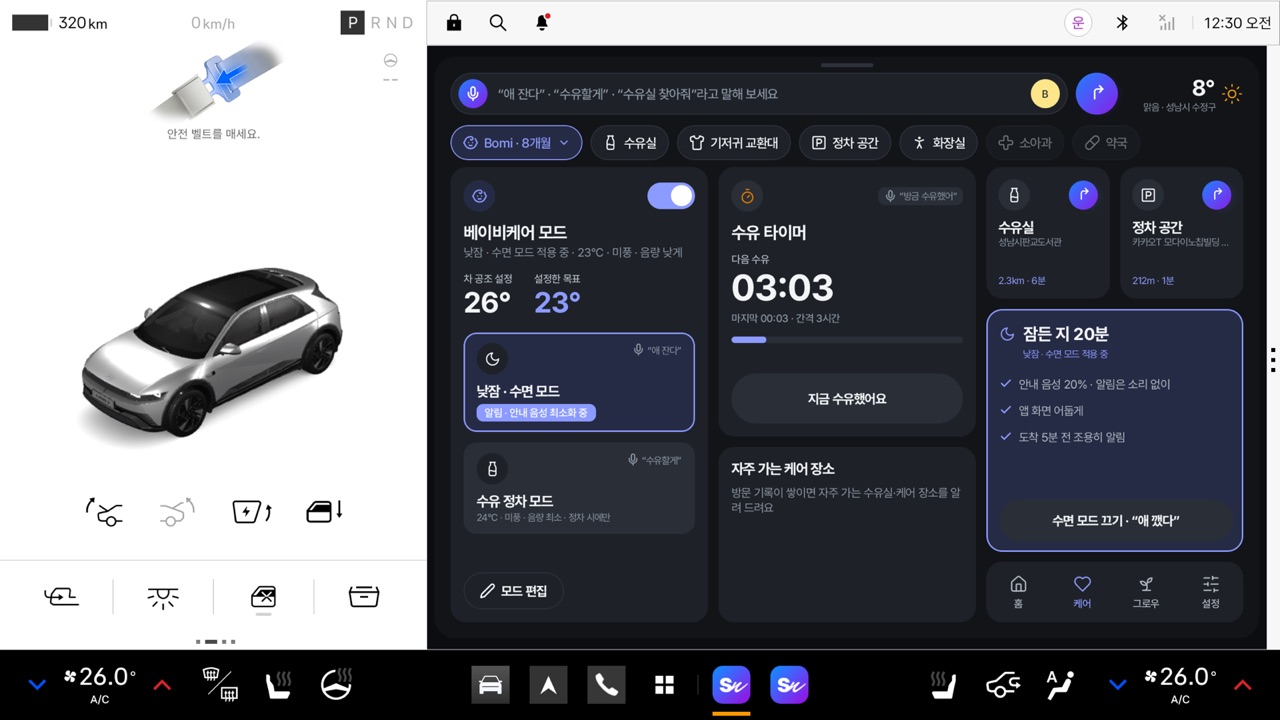 320 km
0 km/h
P R N D
운
12:30 오전
안전 벨트를 매세요.
“애 잔다” · “수유할게” · “수유실 찾아줘”라고 말해 보세요
B
8°
맑음 · 성남시 수정구
Bomi · 8개월
수유실
기저귀 교환대
정차 공간
화장실
소아과
약국
베이비케어 모드
낮잠 · 수면 모드 적용 중 · 23°C · 미풍 · 음량 낮게
차 공조 설정
설정한 목표
26°
23°
“애 잔다”
낮잠 · 수면 모드
알림 · 안내 음성 최소화 중
“수유할게”
수유 정차 모드
24°C · 미풍 · 음량 최소 · 정차 시에만
모드 편집
“방금 수유했어”
수유 타이머
다음 수유
03:03
마지막 00:03 · 간격 3시간
지금 수유했어요
자주 가는 케어 장소
방문 기록이 쌓이면 자주 가는 수유실·케어 장소를 알
려 드려요
수유실
성남시판교도서관
2.3km · 6분
정차 공간
카카오T 모다이노칩빌딩 ...
212m · 1분
잠든 지 20분
낮잠 · 수면 모드 적용 중
안내 음성 20% · 알림은 소리 없이
앱 화면 어둡게
도착 5분 전 조용히 알림
수면 모드 끄기 · “애 깼다”
홈
케어
그로우
설정
26.0°
A/C
A
26.0°
A/C